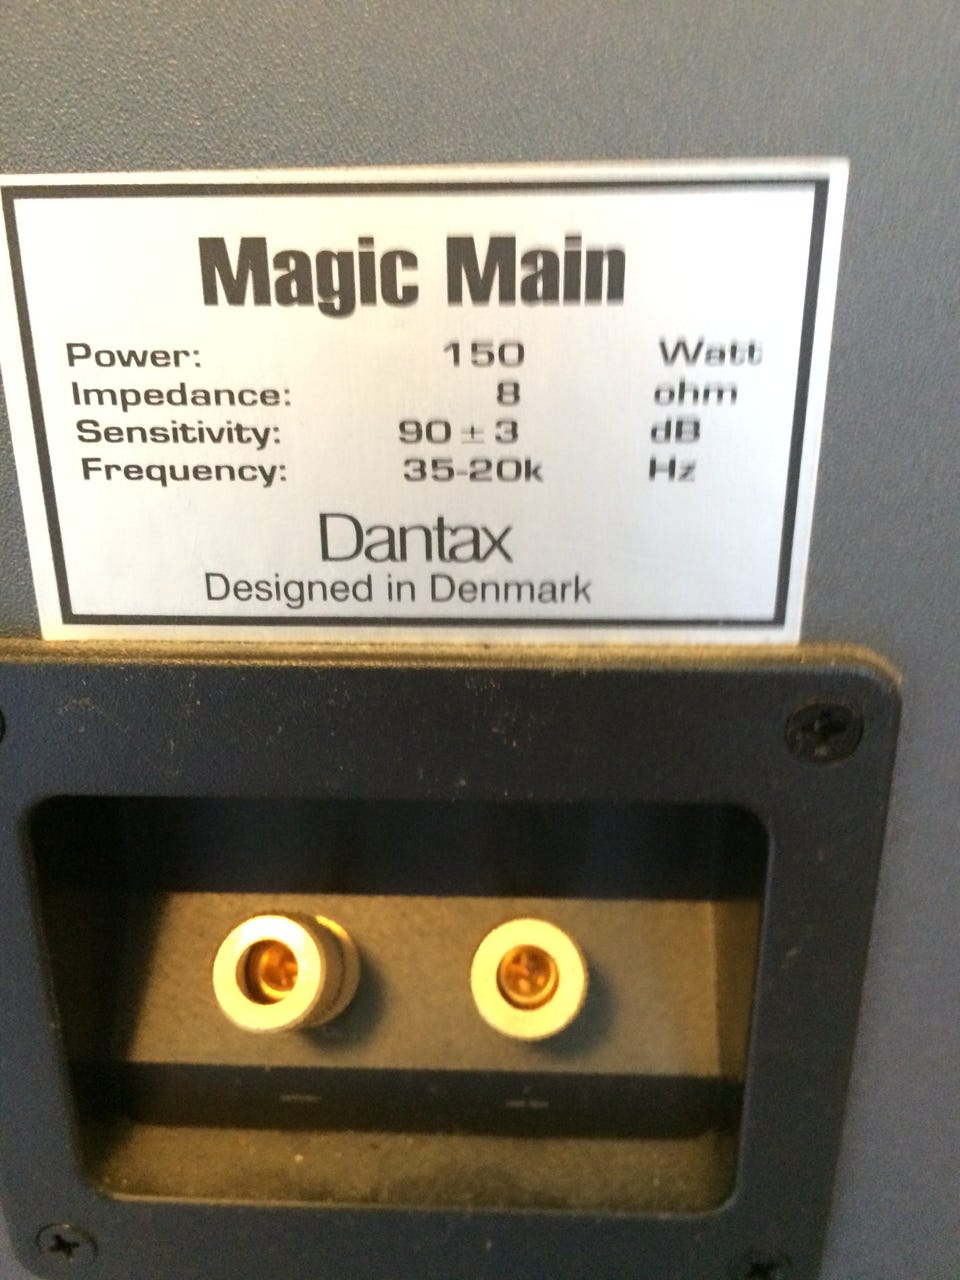 Magic Main
Power: 150 Watt
Impedance: 8 ohm
Sensitivity: 90 ± 3 dB
Frequency: 35-20k Hz
Dantax
Designed in Denmark